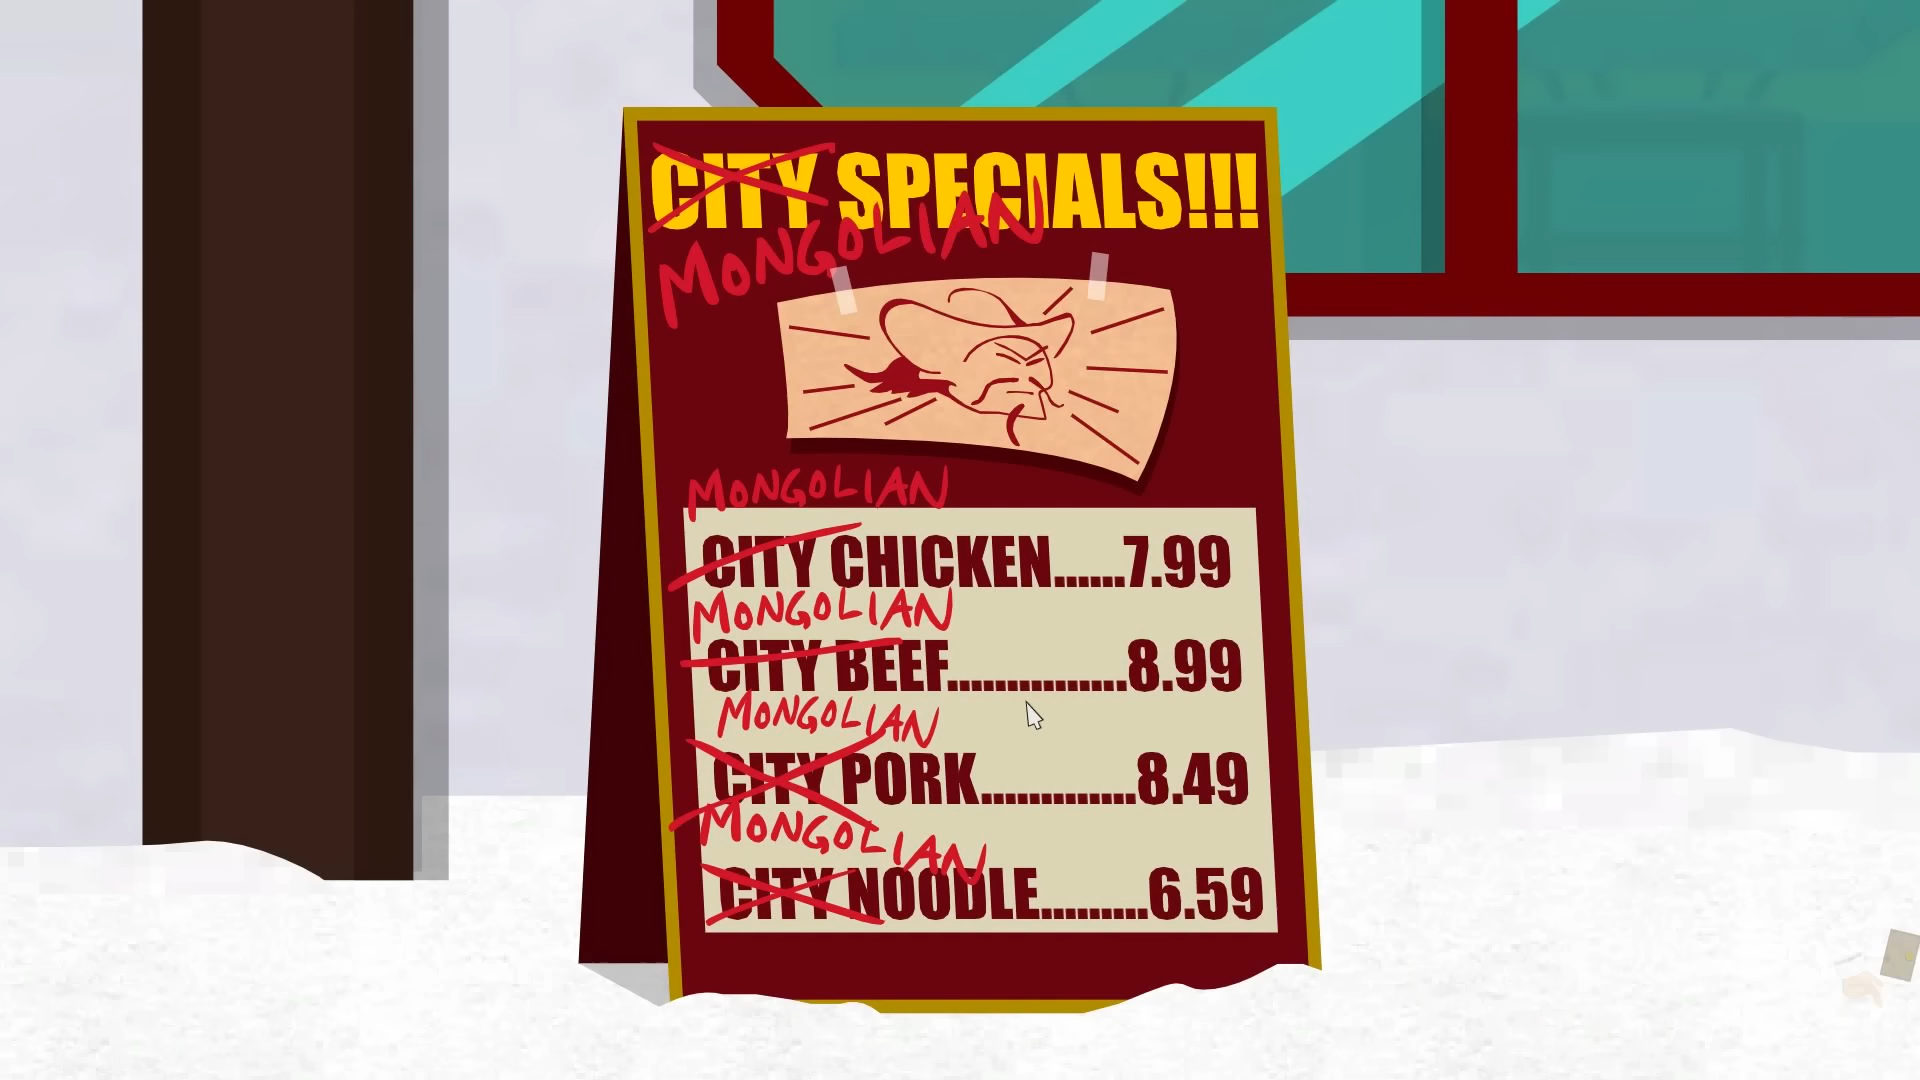 CITY SPECIALS!!!
MONGOLIAN
MONGOLIAN
CITY CHICKEN......7.99
MONGOLIAN
CITY BEEF...............8.99
MONGOLIAN
CITY PORK.............8.49
MONGOLIAN
CITY NOODLE.........6.59